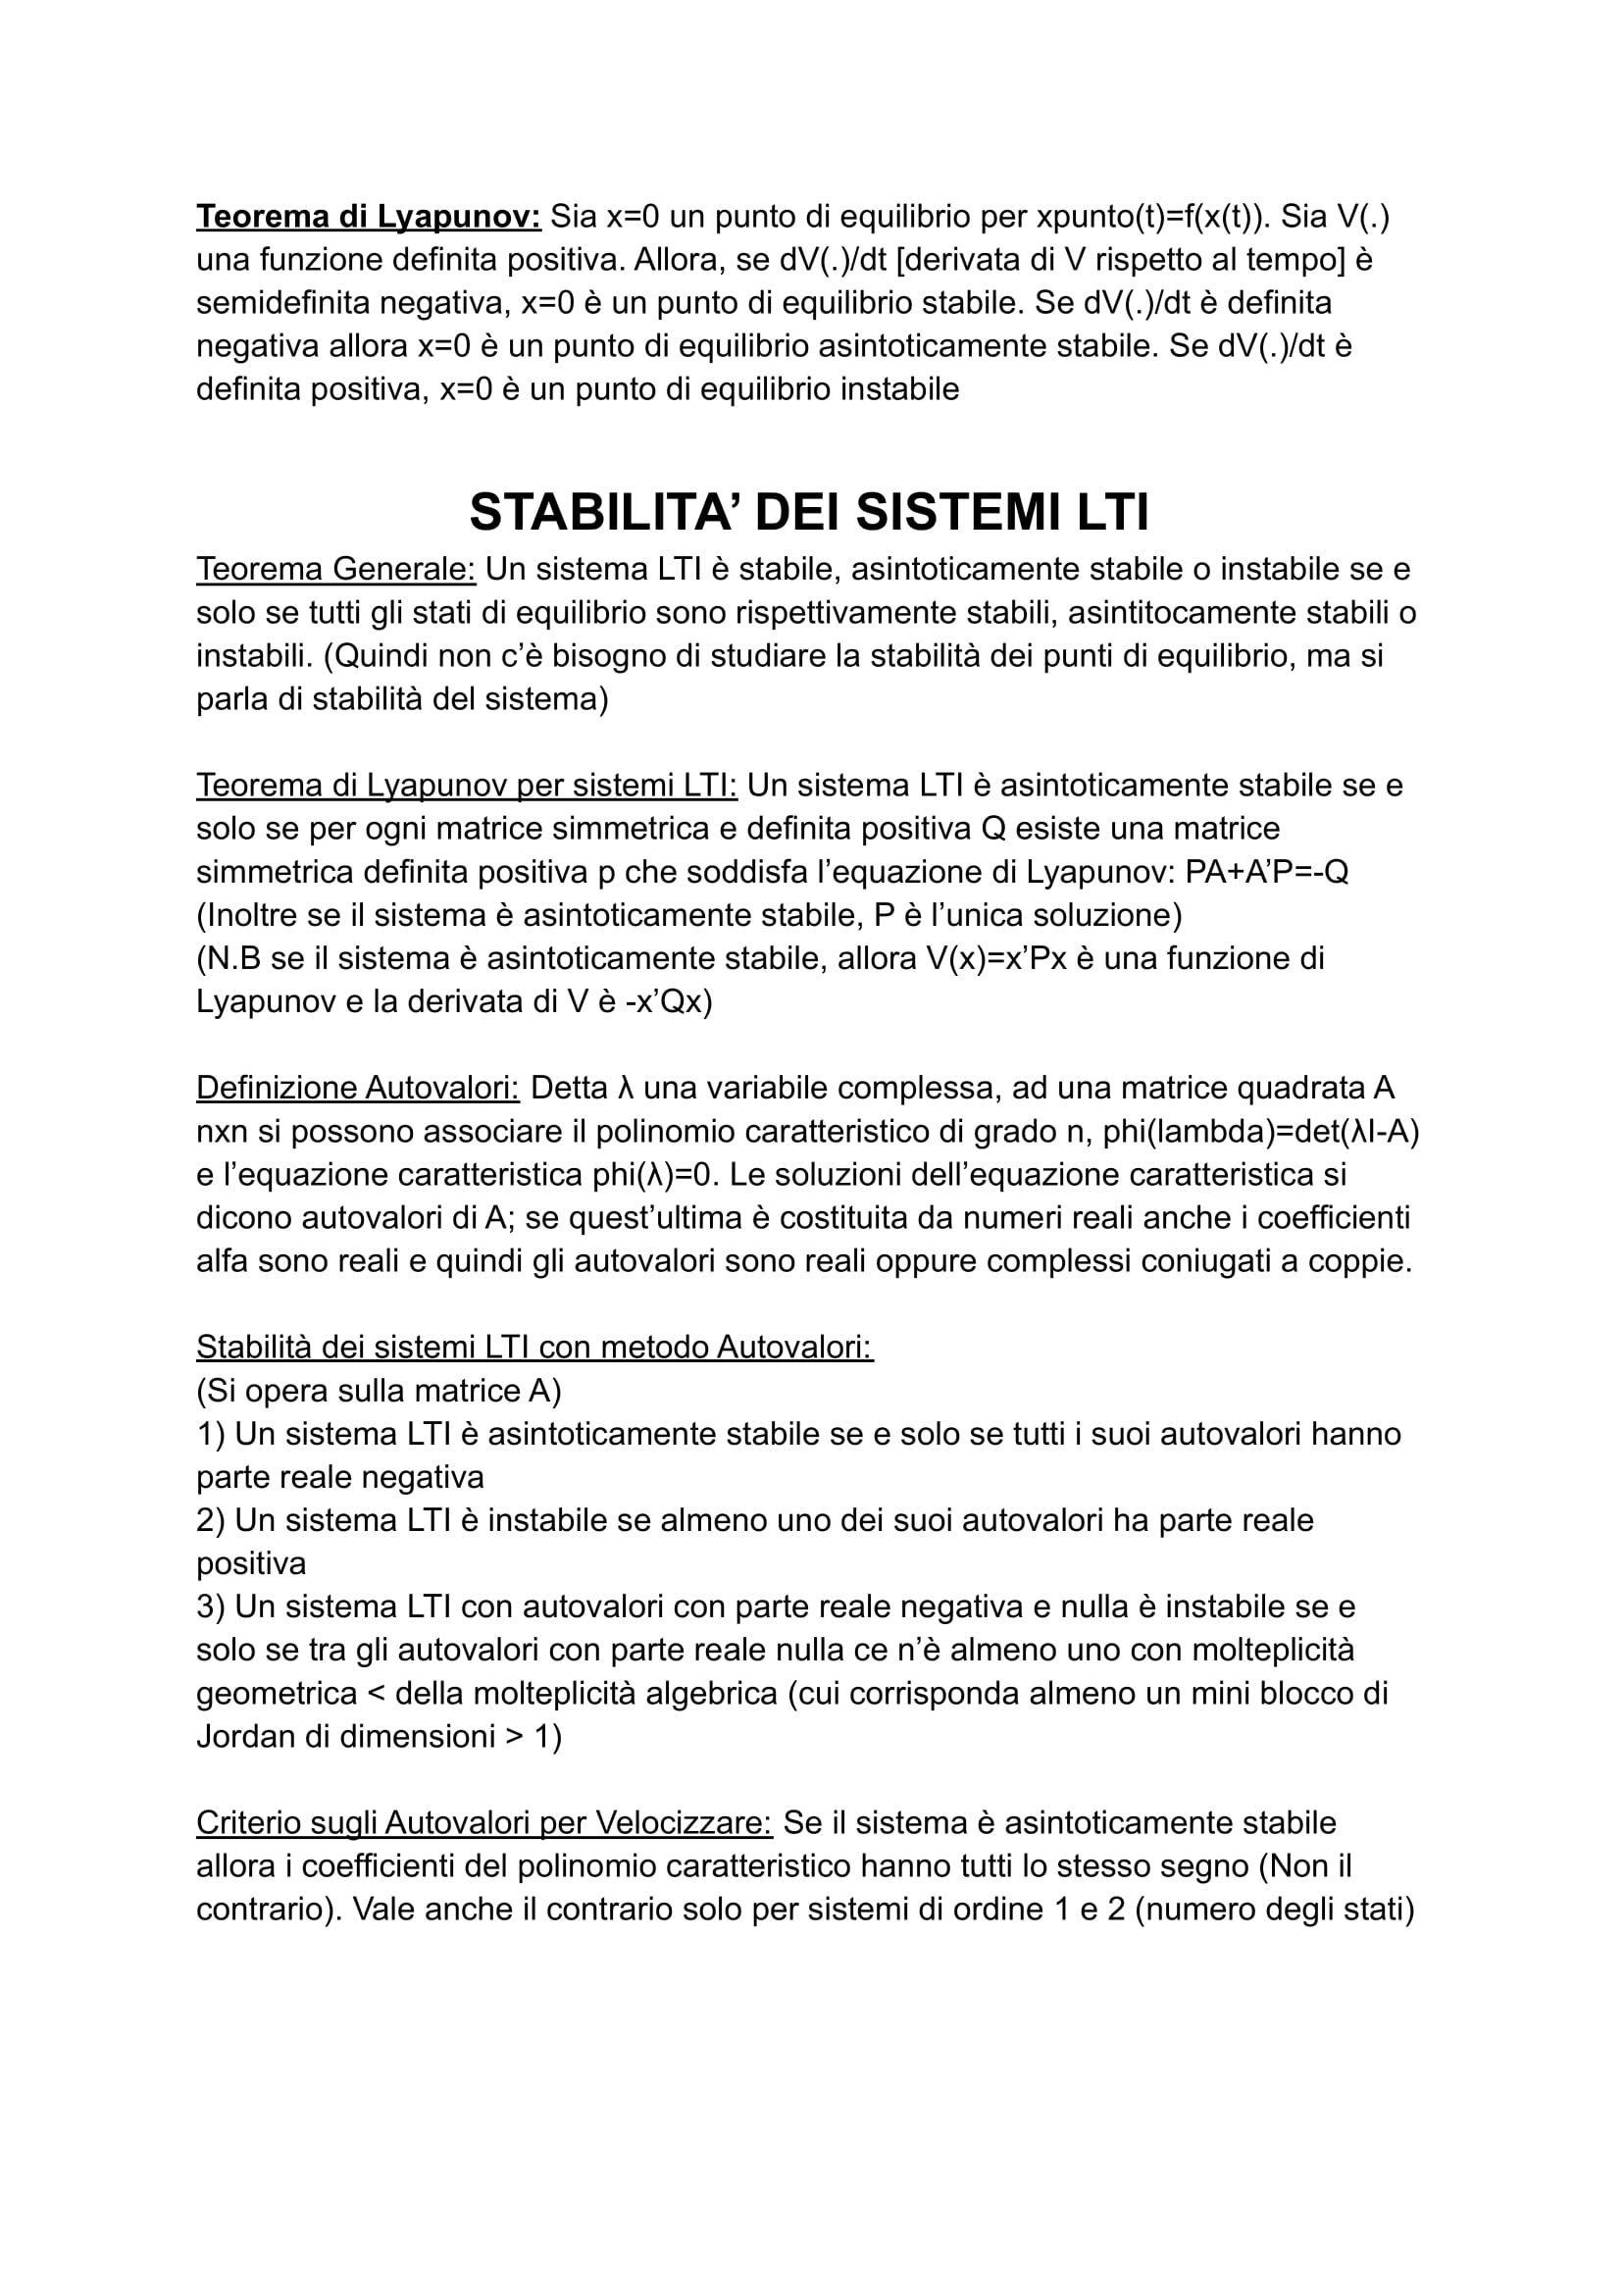 Teorema di Lyapunov: Sia x=0 un punto di equilibrio per xpunto(t)=f(x(t)). Sia V(.)
una funzione definita positiva. Allora, se dV(.)/dt [derivata di V rispetto al tempo] è
semidefinita negativa, x=0 è un punto di equilibrio stabile. Se dV(.)/dt è definita
negativa allora x=0 è un punto di equilibrio asintoticamente stabile. Se dV(.)/dt è
definita positiva, x=0 è un punto di equilibrio instabile
STABILITA’ DEI SISTEMI LTI
Teorema Generale: Un sistema LTI è stabile, asintoticamente stabile o instabile se e
solo se tutti gli stati di equilibrio sono rispettivamente stabili, asintitocamente stabili o
instabili. (Quindi non c’è bisogno di studiare la stabilità dei punti di equilibrio, ma si
parla di stabilità del sistema)
Teorema di Lyapunov per sistemi LTI: Un sistema LTI è asintoticamente stabile se e
solo se per ogni matrice simmetrica e definita positiva Q esiste una matrice
simmetrica definita positiva p che soddisfa l’equazione di Lyapunov: PA+A’P=-Q
(Inoltre se il sistema è asintoticamente stabile, P è l’unica soluzione)
(N.B se il sistema è asintoticamente stabile, allora V(x)=x’Px è una funzione di
Lyapunov e la derivata di V è -x’Qx)
Definizione Autovalori: Detta λ una variabile complessa, ad una matrice quadrata A
nxn si possono associare il polinomio caratteristico di grado n, phi(lambda)=det(λI-A)
e l’equazione caratteristica phi(λ)=0. Le soluzioni dell’equazione caratteristica si
dicono autovalori di A; se quest’ultima è costituita da numeri reali anche i coefficienti
alfa sono reali e quindi gli autovalori sono reali oppure complessi coniugati a coppie.
Stabilità dei sistemi LTI con metodo Autovalori:
(Si opera sulla matrice A)
1) Un sistema LTI è asintoticamente stabile se e solo se tutti i suoi autovalori hanno
parte reale negativa
2) Un sistema LTI è instabile se almeno uno dei suoi autovalori ha parte reale
positiva
3) Un sistema LTI con autovalori con parte reale negativa e nulla è instabile se e
solo se tra gli autovalori con parte reale nulla ce n’è almeno uno con molteplicità
geometrica < della molteplicità algebrica (cui corrisponda almeno un mini blocco di
Jordan di dimensioni > 1)
Criterio sugli Autovalori per Velocizzare: Se il sistema è asintoticamente stabile
allora i coefficienti del polinomio caratteristico hanno tutti lo stesso segno (Non il
contrario). Vale anche il contrario solo per sistemi di ordine 1 e 2 (numero degli stati)